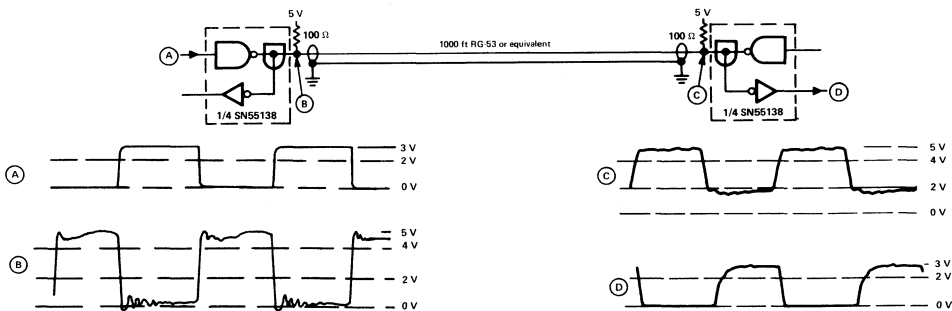 5 V
100 Ω
1000 ft RG-53 or equivalent
5 V
100 Ω
A
B
1/4 SN55138
C
D
1/4 SN55138
A
3 V
2 V
0 V
B
5 V
4 V
2 V
0 V
C
5 V
4 V
2 V
0 V
D
3 V
2 V
0 V